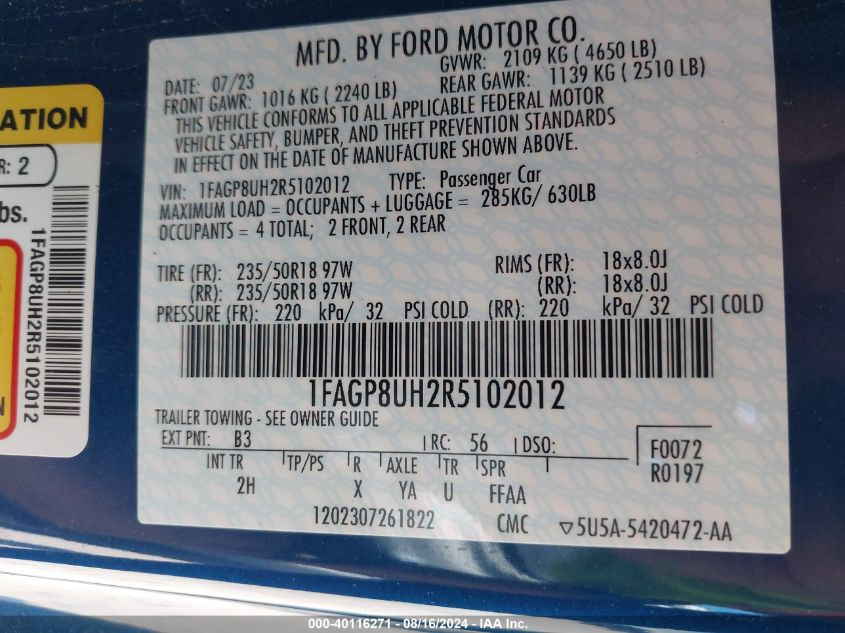 MFD. BY FORD MOTOR CO.
DATE: 07/23
GVWR: 2109 KG ( 4650 LB)
FRONT GAWR: 1016 KG ( 2240 LB)
REAR GAWR: 1139 KG ( 2510 LB)
THIS VEHICLE CONFORMS TO ALL APPLICABLE FEDERAL MOTOR
VEHICLE SAFETY, BUMPER, AND THEFT PREVENTION STANDARDS
IN EFFECT ON THE DATE OF MANUFACTURE SHOWN ABOVE.
VIN: 1FAGP8UH2R5102012 TYPE: Passenger Car
MAXIMUM LOAD = OCCUPANTS + LUGGAGE = 285KG/ 630LB
OCCUPANTS = 4 TOTAL; 2 FRONT, 2 REAR
TIRE (FR): 235/50R18 97W RIMS (FR): 18x8.0J
(RR): 235/50R18 97W (RR): 18x8.0J
PRESSURE (FR): 220 kPa/ 32 PSI COLD (RR): 220 kPa/ 32 PSI COLD
1FAGP8UH2R5102012
TRAILER TOWING - SEE OWNER GUIDE
EXT PNT: B3 RC: 56 DSO: F0072
R0197
INT TR TP/PS R AXLE TR SPR
2H X YA U FFAA
1202307261822 CMC 5U5A-5420472-AA
ATION
R: 2
bs.
1FAGP8UH2R5102012
N
000-40116271 - 08/16/2024 - IAA Inc.